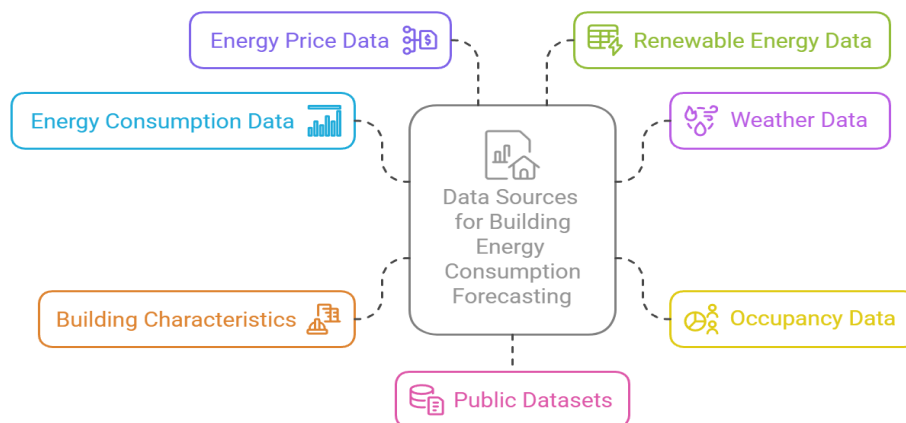 Energy Price Data
Renewable Energy Data
Energy Consumption Data
Weather Data
Data Sources
for Building
Energy
Consumption
Forecasting
Building Characteristics
Occupancy Data
Public Datasets